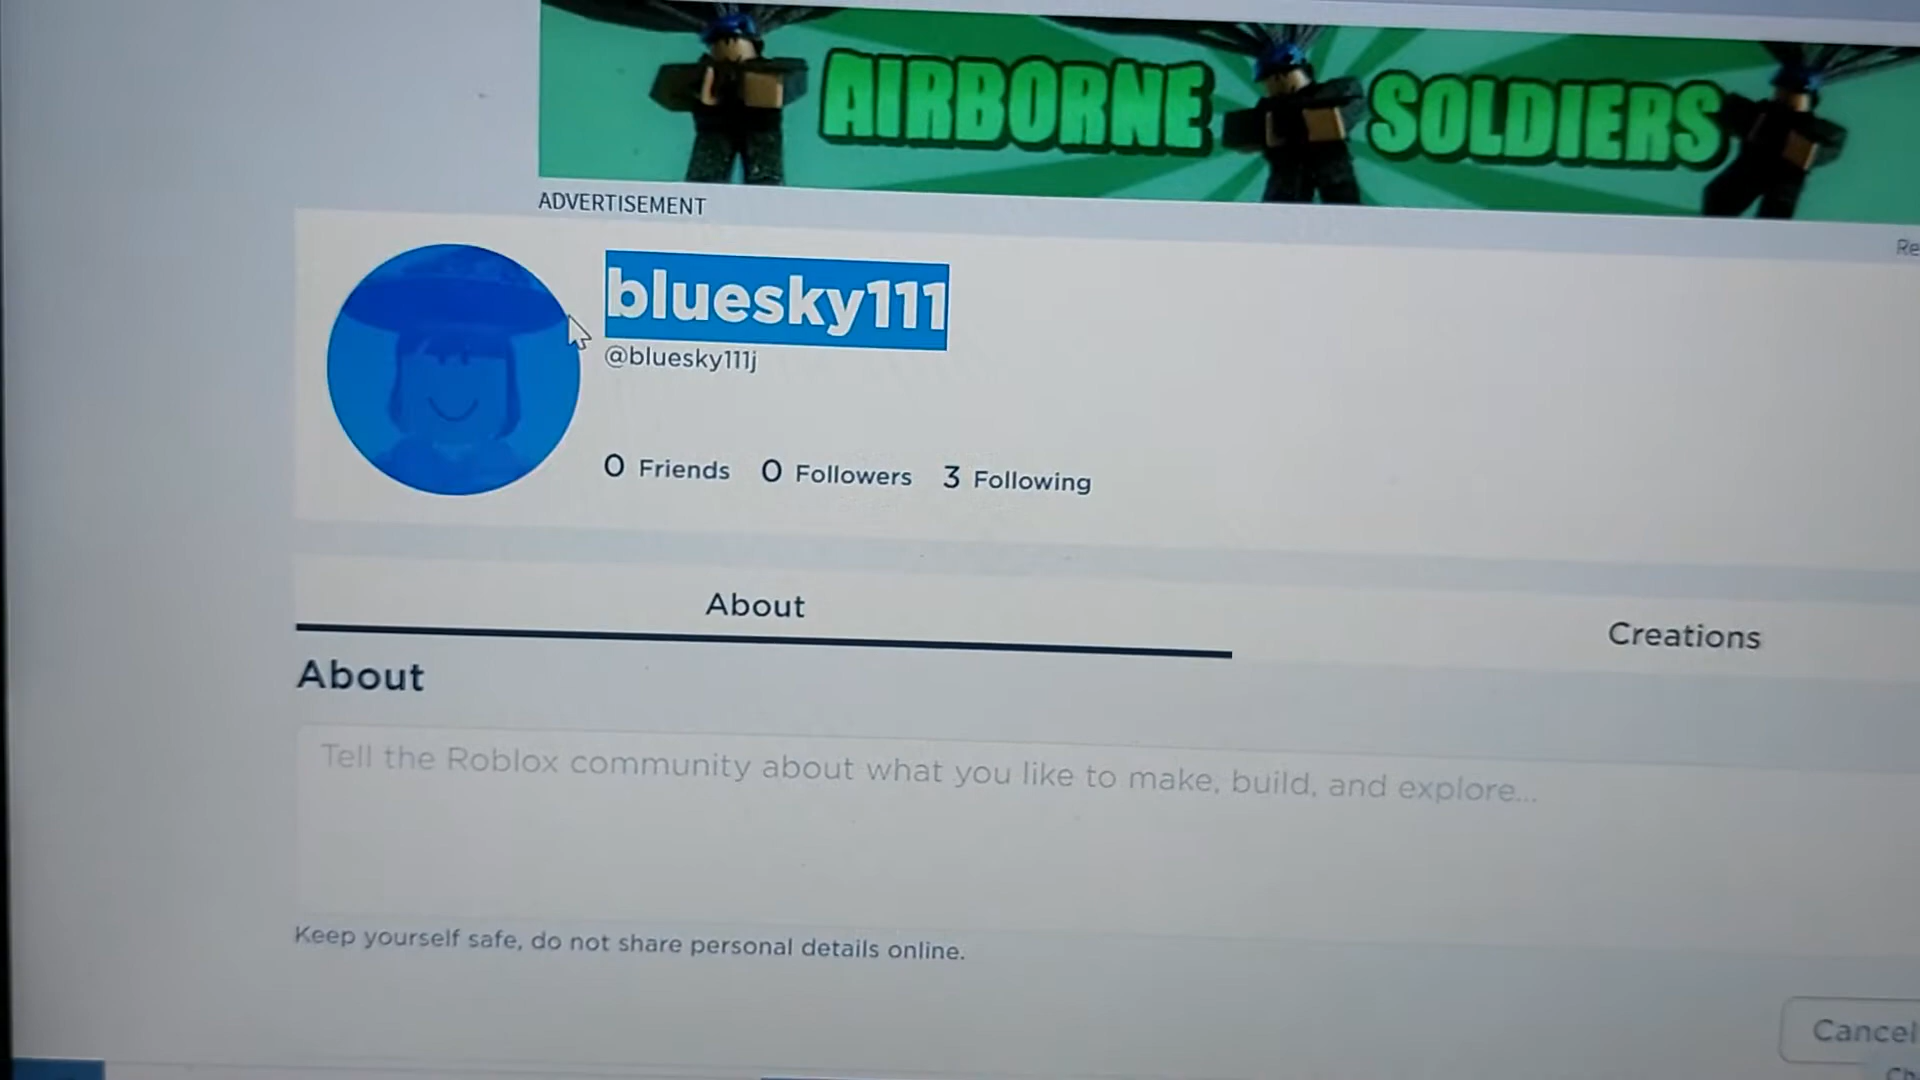 AIRBORNE SOLDIERS
ADVERTISEMENT
bluesky111
@bluesky111j
0 Friends 0 Followers 3 Following
About Creations
About
Tell the Roblox community about what you like to make, build, and explore...
Keep yourself safe, do not share personal details online.
Cancel